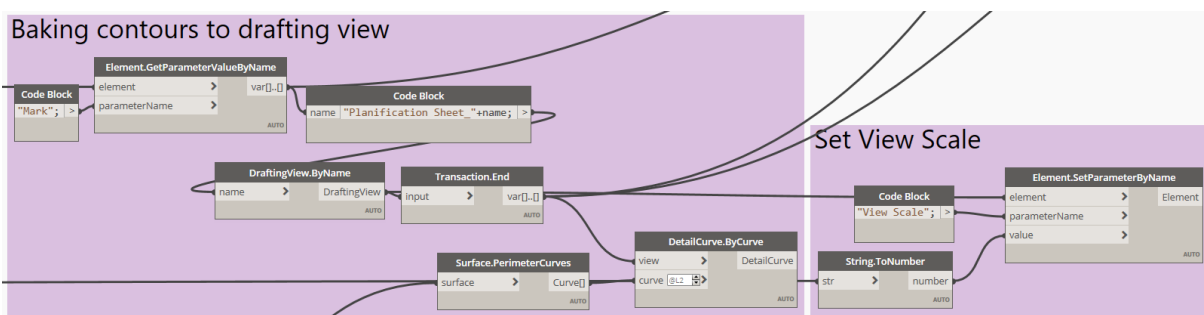 Baking contours to drafting view
Element.GetParameterValueByName
element > var[]..[]
parameterName >
AUTO
Code Block
"Mark"; >
Code Block
name "Planification Sheet_"+name; >
DraftingView.ByName
name > DraftingView
AUTO
Transaction.End
input > var[]..[]
AUTO
Surface.PerimeterCurves
surface > Curve[]
AUTO
DetailCurve.ByCurve
view > DetailCurve
curve @L2 >
AUTO
Set View Scale
Code Block
"View Scale"; >
String.ToNumber
str > number
AUTO
Element.SetParameterByName
element > Element
parameterName >
value >
AUTO